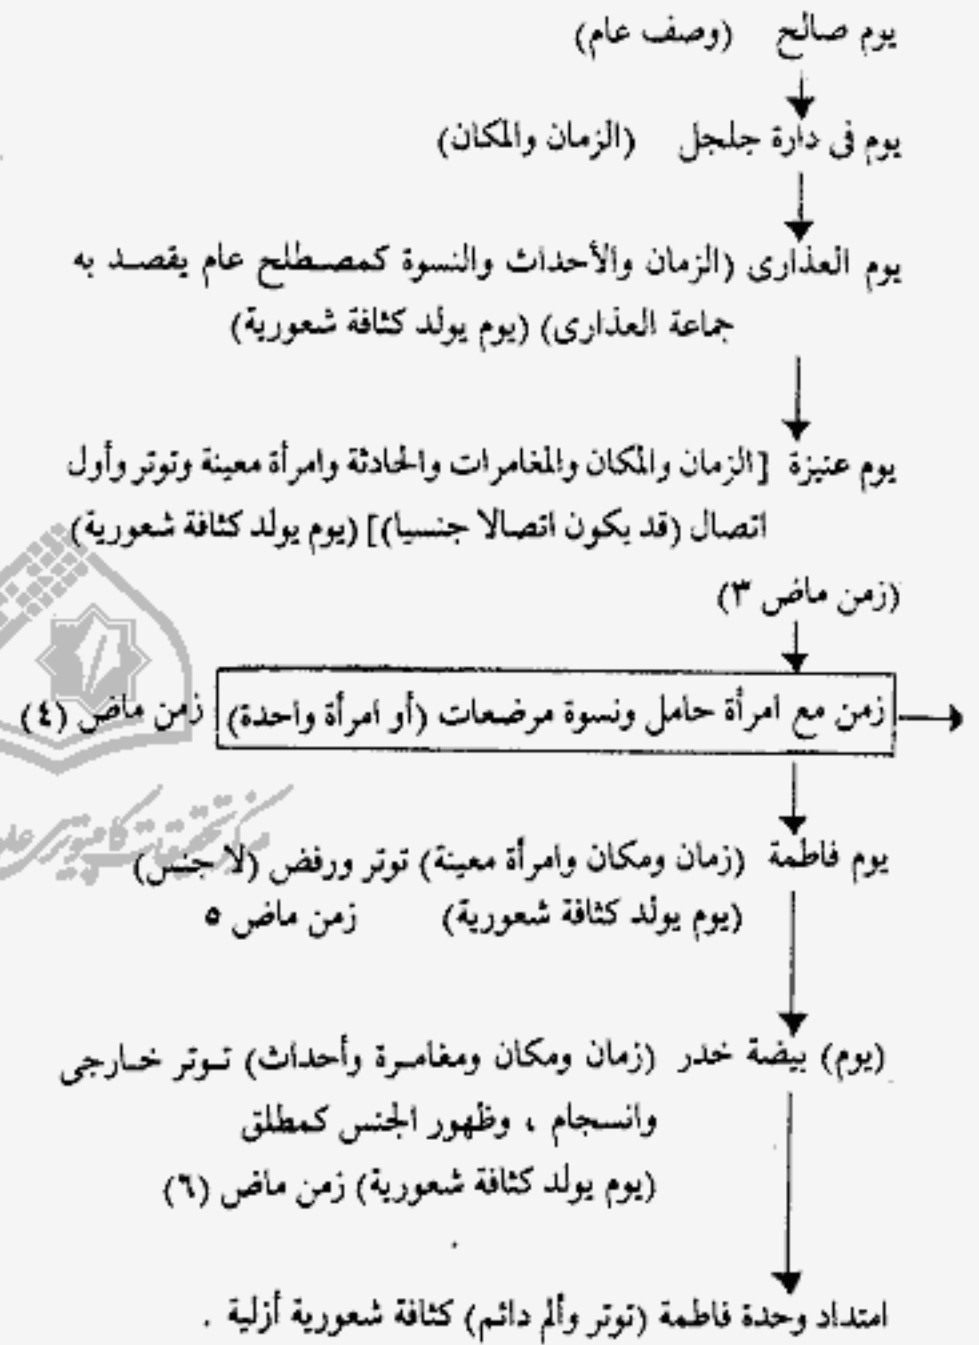 يوم صالح (وصف عام)
يوم فى دارة جلجل (الزمان والمكان)
يوم العذارى (الزمان والأحداث والنسوة كمصطلح عام يقصد به
جماعة العذارى) (يوم يولد كثافة شعورية)
يوم عنيزة [الزمان والمكان والمغامرات والحادثة وامرأة معينة وتوتر وأول
اتصال (قد يكون اتصالا جنسيا)] (يوم يولد كثافة شعورية)
(زمن ماض ٣)
زمن مع امرأة حامل ونسوة مرضعات (أو امرأة واحدة) زمن ماض (٤)
يوم فاطمة (زمان ومكان وامرأة معينة) توتر ورفض (لا جنس)
(يوم يولد كثافة شعورية) زمن ماض ٥
(يوم) بيضة خدر (زمان ومكان ومغامرة وأحداث) توتر خارجى
وانسجام ، وظهور الجنس كمطلق
(يوم يولد كثافة شعورية) زمن ماض (٦)
امتداد وحدة فاطمة (توتر وألم دائم) كثافة شعورية أزلية .
مركز تحقیقات کامپیوتری